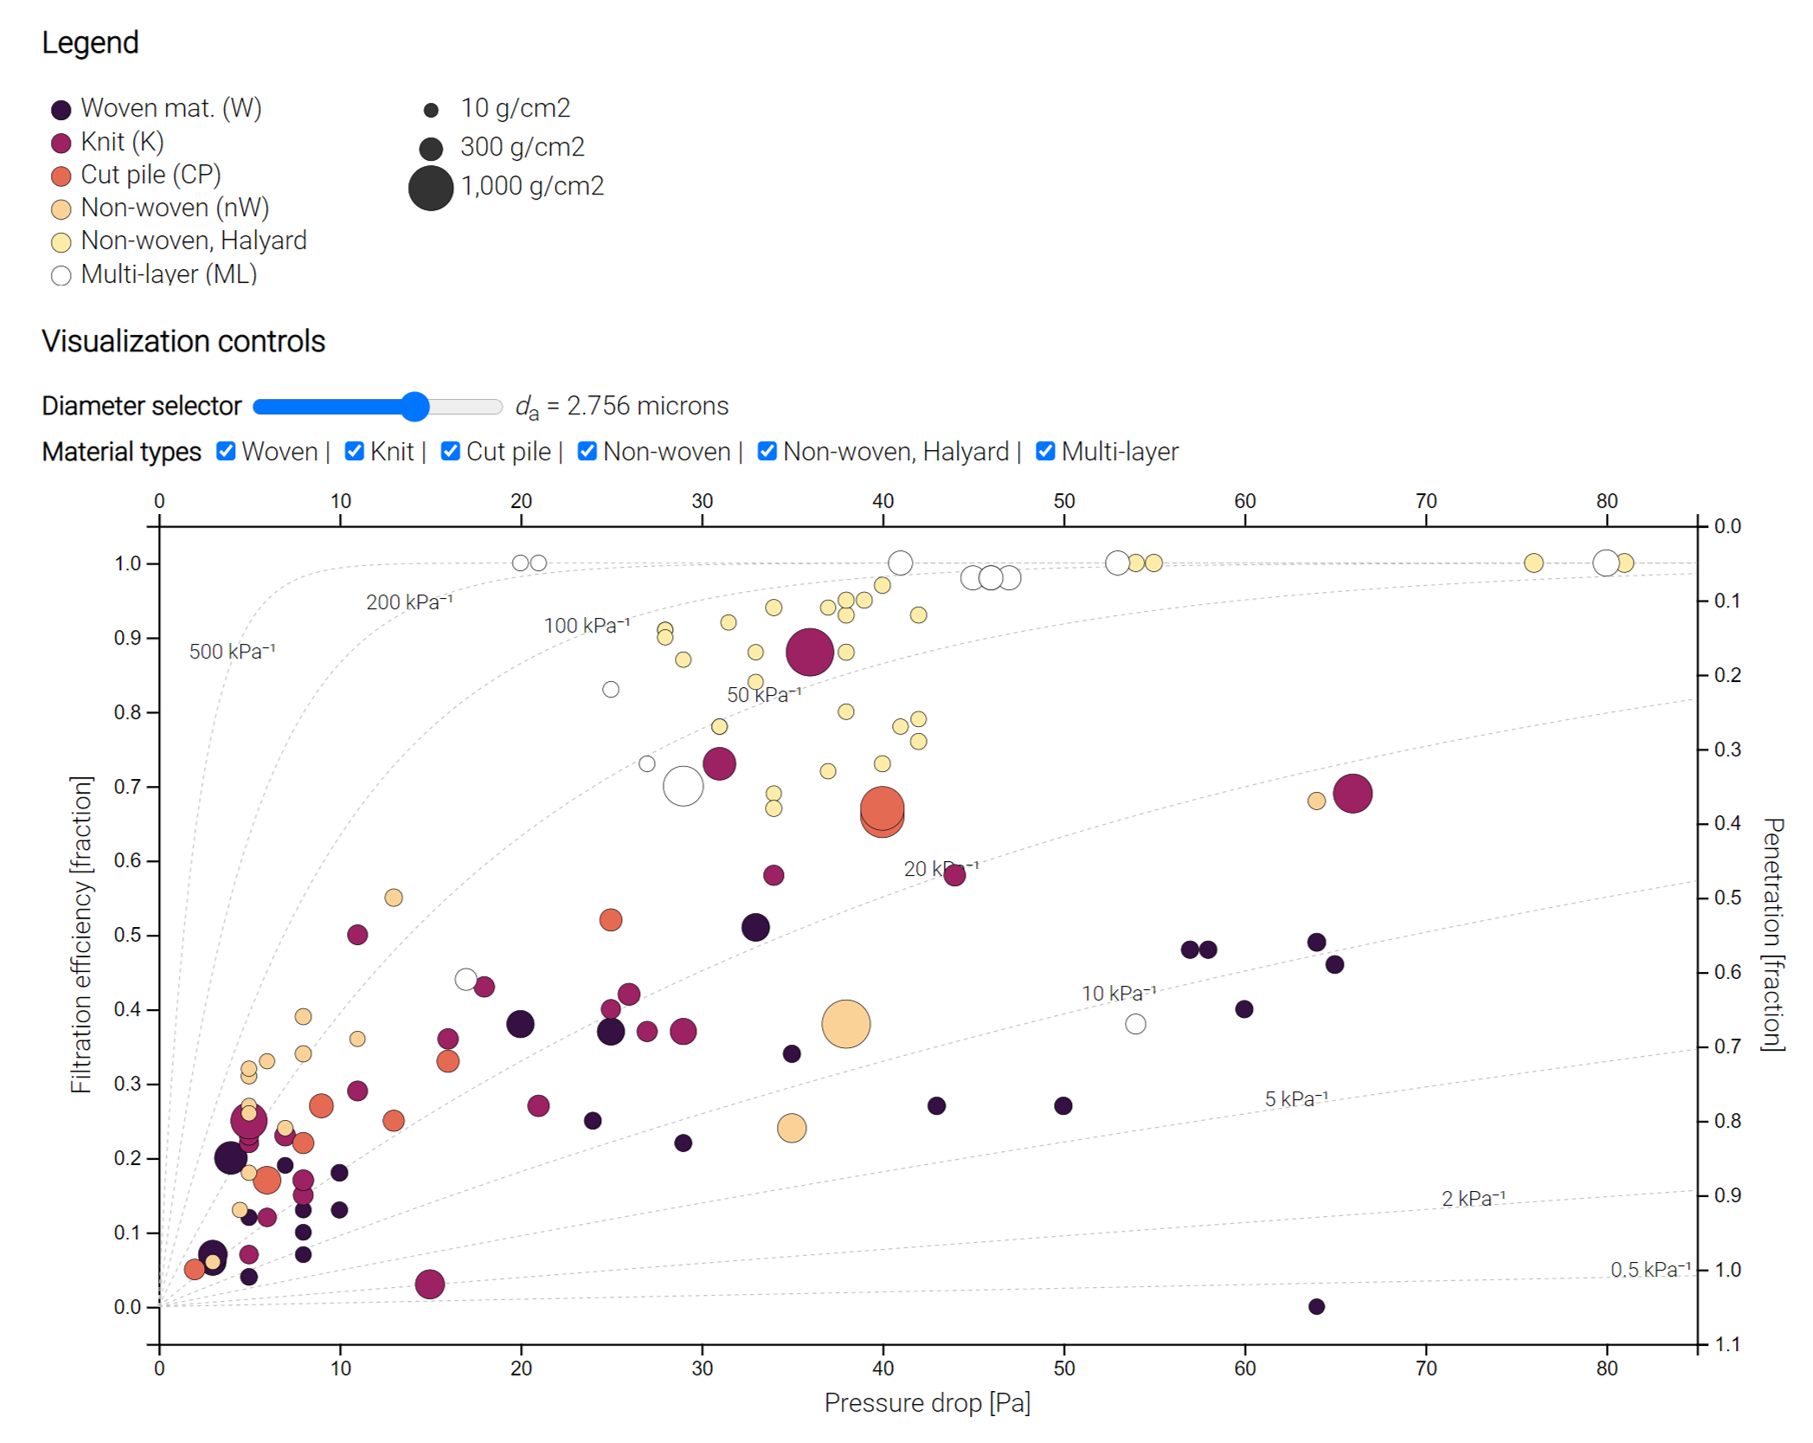 Legend
Woven mat. (W)
Knit (K)
Cut pile (CP)
Non-woven (nW)
Non-woven, Halyard
Multi-layer (ML)
10 g/cm2
300 g/cm2
1,000 g/cm2
Visualization controls
Diameter selector da = 2.756 microns
Material types Woven | Knit | Cut pile | Non-woven | Non-woven, Halyard | Multi-layer
0 10 20 30 40 50 60 70 80
1.0
0.9
0.8
0.7
0.6
0.5
0.4
0.3
0.2
0.1
0.0
Filtration efficiency [fraction]
500 kPa⁻¹
200 kPa⁻¹
100 kPa⁻¹
50 kPa⁻¹
20 kPa⁻¹
10 kPa⁻¹
5 kPa⁻¹
2 kPa⁻¹
0.5 kPa⁻¹
0.0
0.1
0.2
0.3
0.4
0.5
0.6
0.7
0.8
0.9
1.0
1.1
Penetration [fraction]
0 10 20 30 40 50 60 70 80
Pressure drop [Pa]